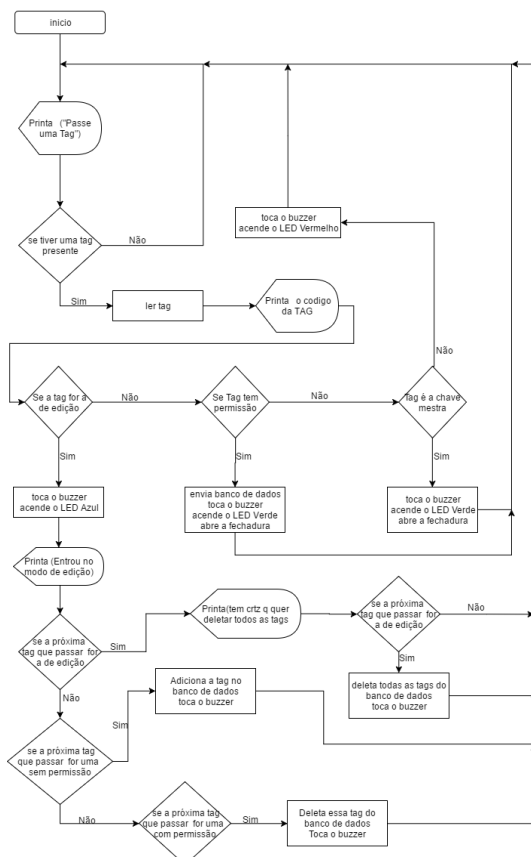 inicio
Printa ("Passe
uma Tag")
se tiver uma tag
presente
Não
Sim
ler tag
Printa o codigo
da TAG
toca o buzzer
acende o LED Vermelho
Não
Se a tag for a
de edição
Não
Se Tag tem
permissão
Não
Tag é a chave
mestra
Sim
Sim
Sim
toca o buzzer
acende o LED Azul
envia banco de dados
toca o buzzer
acende o LED Verde
abre a fechadura
toca o buzzer
acende o LED Verde
abre a fechadura
Printa (Entrou no
modo de edição)
se a próxima
tag que passar for
a de edição
Sim
Printa(tem crtz q quer
deletar todos as tags
se a próxima
tag que passar for
a de edição
Não
Sim
deleta todas as tags do
banco de dados
toca o buzzer
Não
Adiciona a tag no
banco de dados
toca o buzzer
Sim
se a próxima tag
que passar for uma
sem permissão
Não
se a próxima tag
que passar for uma
com permissão
Sim
Deleta essa tag do
banco de dados
Toca o buzzer